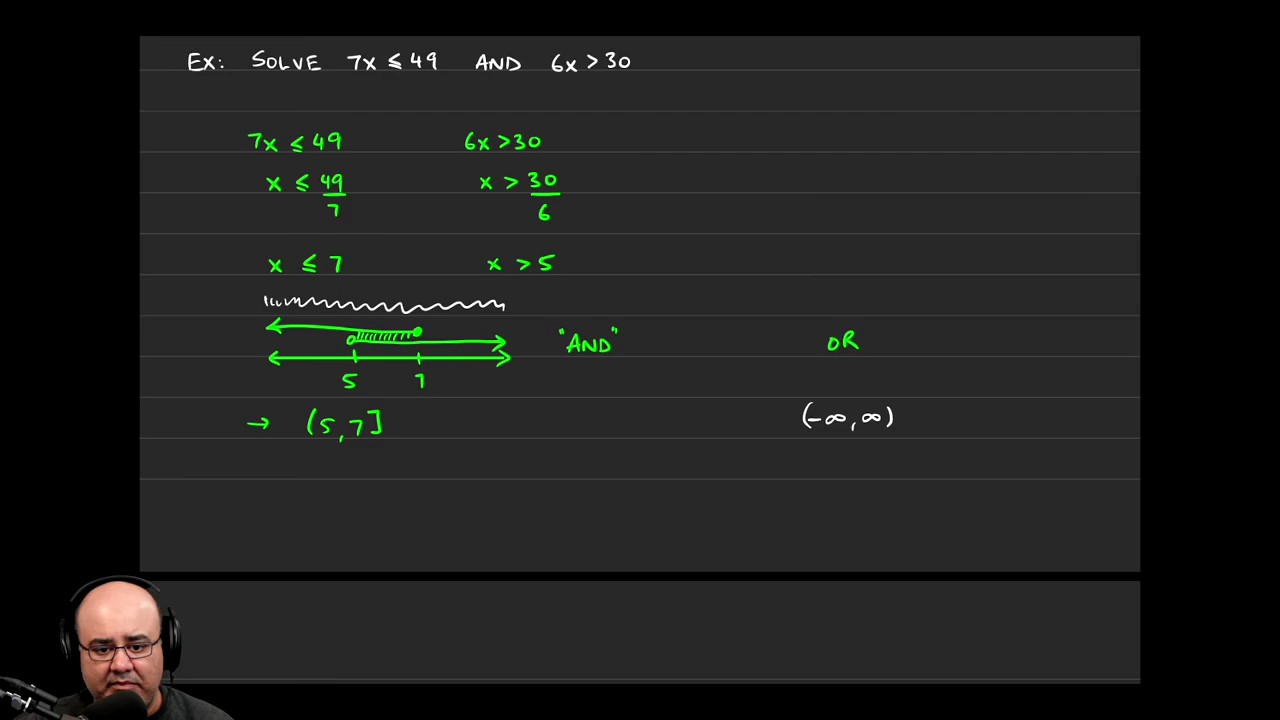 EX: SOLVE 7x ≤ 49 AND 6x > 30
7x ≤ 49 6x > 30
x ≤ 49/7 x > 30/6
x ≤ 7 x > 5
"AND" OR
5 7
→ (5,7] (-∞,∞)